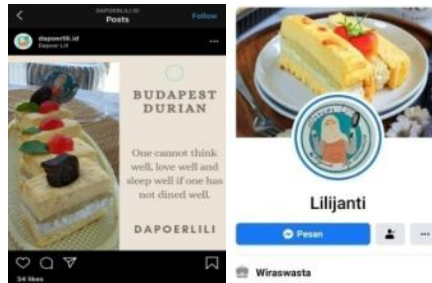 DAPOERLILI.ID
Posts
Follow
dapoerlili.id
Dapoer Lili
BUDAPEST
DURIAN
One cannot think
well, love well and
sleep well if one has
not dined well.
DAPOERLILI
54 likes
Lilijanti
Pesan
Wiraswasta